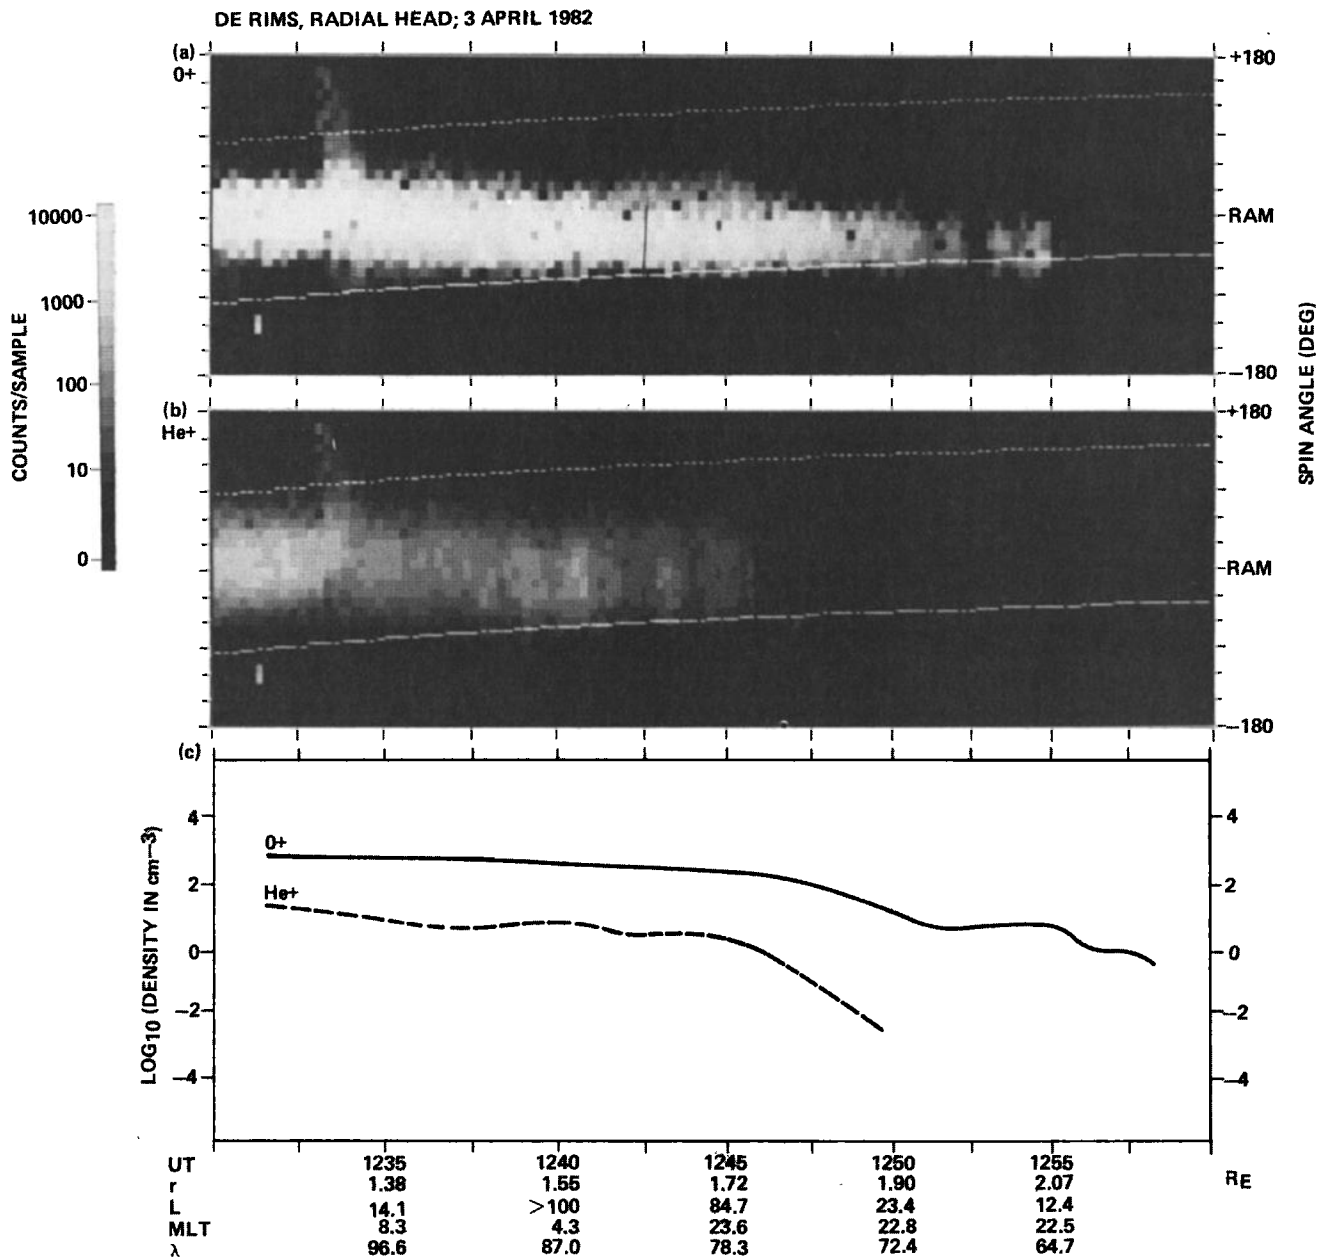 DE RIMS, RADIAL HEAD; 3 APRIL 1982
(a)
O+
+180
RAM
-180
COUNTS/SAMPLE
10000
1000
100
10
0
SPIN ANGLE (DEG)
(b)
He+
+180
RAM
-180
(c)
LOG10 (DENSITY IN cm-3)
4
2
0
-2
-4
O+
He+
4
2
0
-2
-4
UT 1235 1240 1245 1250 1255
r 1.38 1.55 1.72 1.90 2.07 RE
L 14.1 >100 84.7 23.4 12.4
MLT 8.3 4.3 23.6 22.8 22.5
λ 96.6 87.0 78.3 72.4 64.7